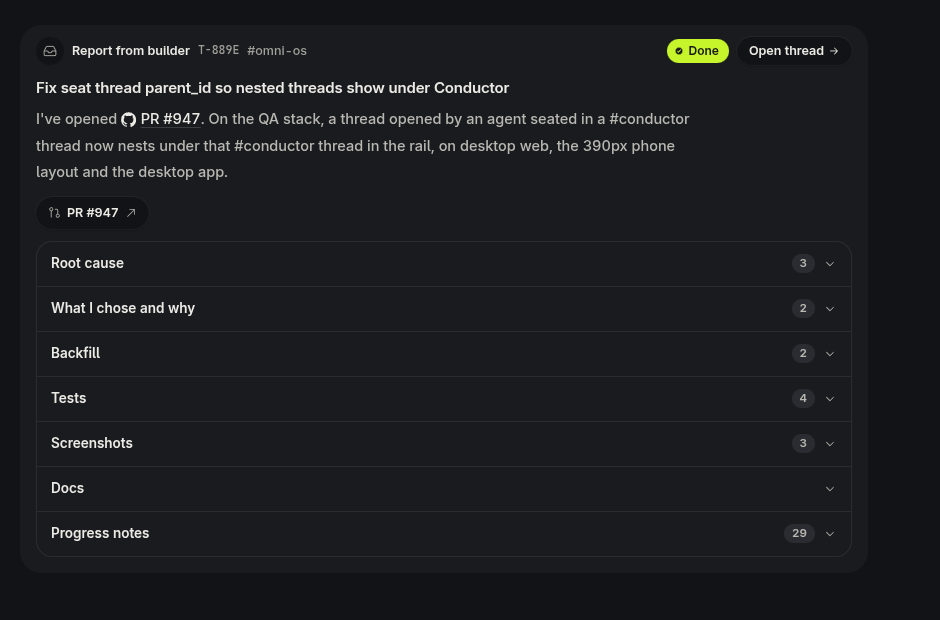 Report from builder T-889E #omni-os
Done
Open thread →
Fix seat thread parent_id so nested threads show under Conductor
I've opened PR #947. On the QA stack, a thread opened by an agent seated in a #conductor
thread now nests under that #conductor thread in the rail, on desktop web, the 390px phone
layout and the desktop app.
PR #947
Root cause 3
What I chose and why 2
Backfill 2
Tests 4
Screenshots 3
Docs
Progress notes 29